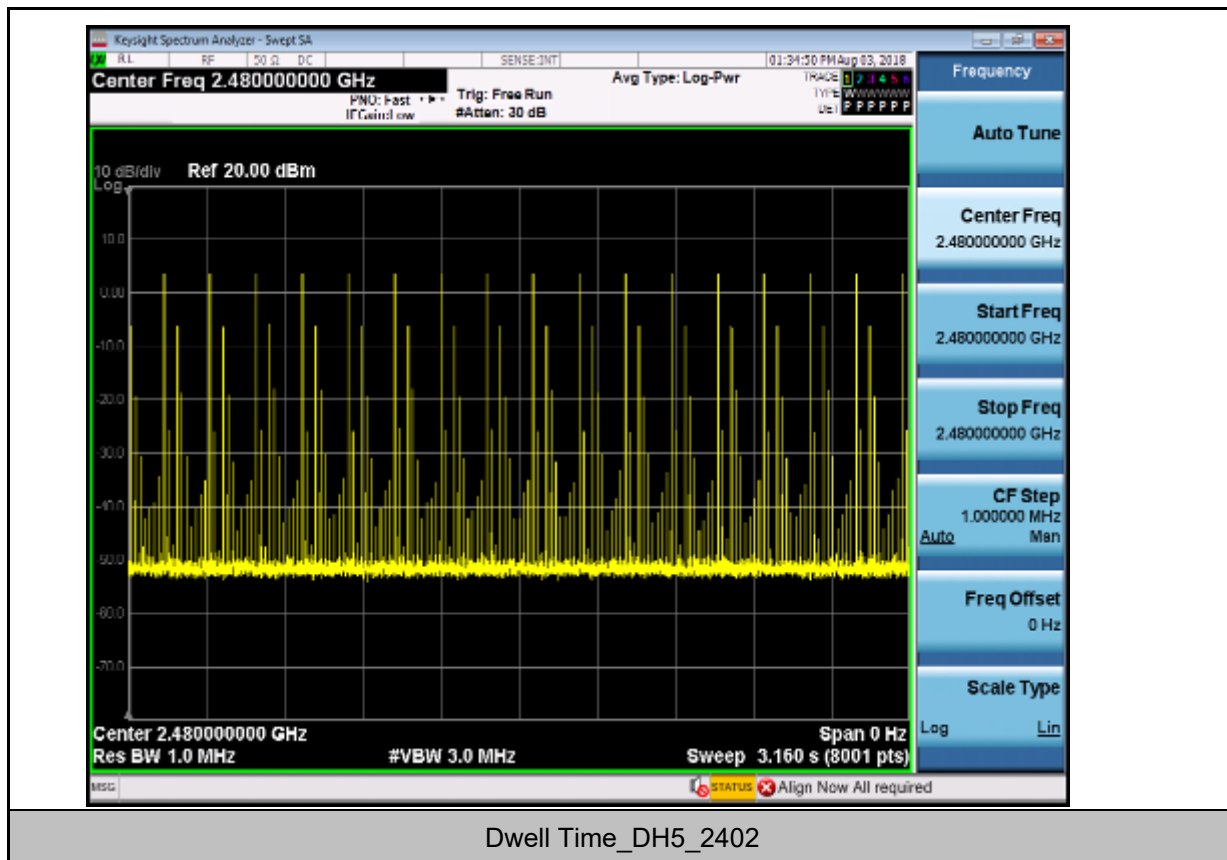 Keysight Spectrum Analyzer - Swept SA
RL RF 50 Ω DC SENSE:INT 01:34:50 PM Aug 03, 2018
Center Freq 2.480000000 GHz
PNO: Fast
IFGain:Low
Trig: Free Run
#Atten: 30 dB
Avg Type: Log-Pwr
TRACE 1 2 3 4 5 6
TYPE WWWWWW
DET P P P P P P
10 dB/div
Log
Ref 20.00 dBm
10.0
0.00
-10.0
-20.0
-30.0
-40.0
-50.0
-60.0
-70.0
Center 2.480000000 GHz
Span 0 Hz
Res BW 1.0 MHz
#VBW 3.0 MHz
Sweep 3.160 s (8001 pts)
MSG
STATUS
Align Now All required
Frequency
Auto Tune
Center Freq
2.480000000 GHz
Start Freq
2.480000000 GHz
Stop Freq
2.480000000 GHz
CF Step
1.000000 MHz
Auto Man
Freq Offset
0 Hz
Scale Type
Log Lin
Dwell Time_DH5_2402